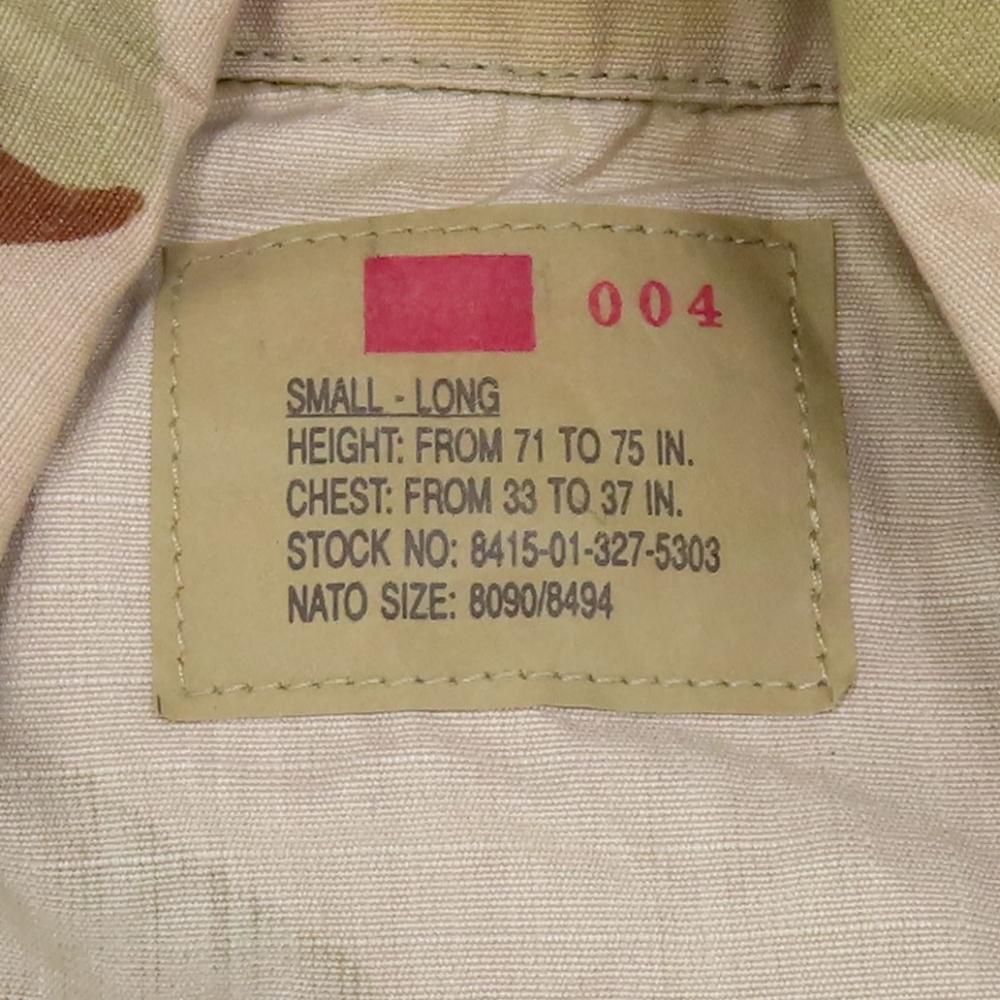 004
SMALL - LONG
HEIGHT: FROM 71 TO 75 IN.
CHEST: FROM 33 TO 37 IN.
STOCK NO: 8415-01-327-5303
NATO SIZE: 8090/8494